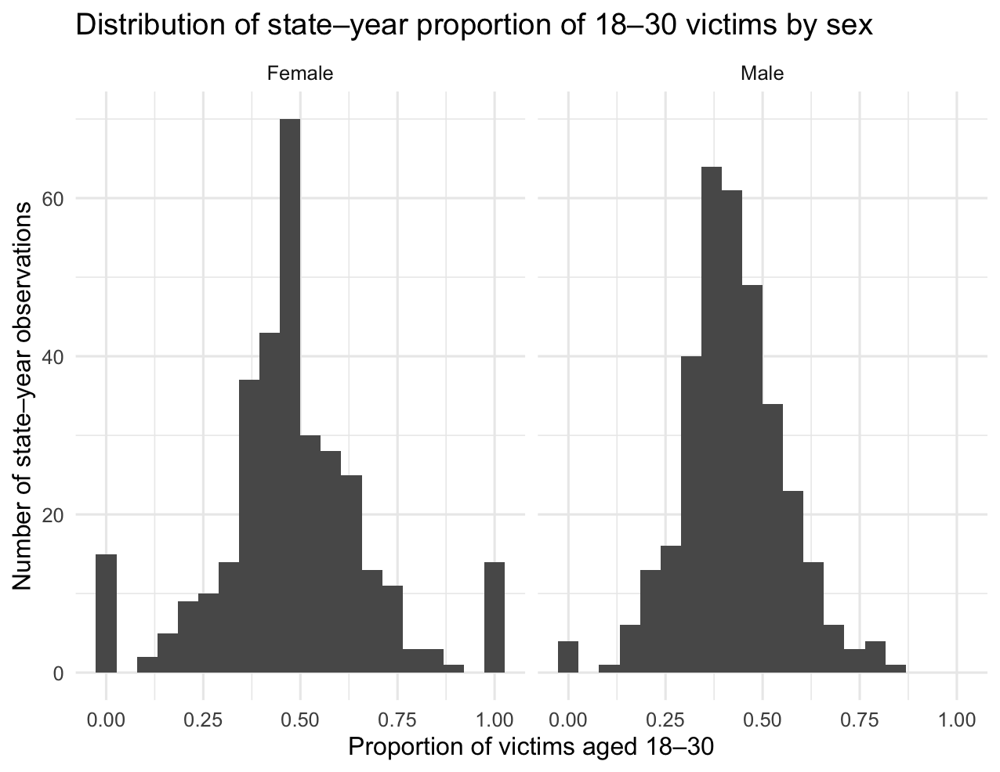 Distribution of state–year proportion of 18–30 victims by sex
Female Male
Number of state–year observations
60
40
20
0
0.00 0.25 0.50 0.75 1.00 0.00 0.25 0.50 0.75 1.00
Proportion of victims aged 18–30